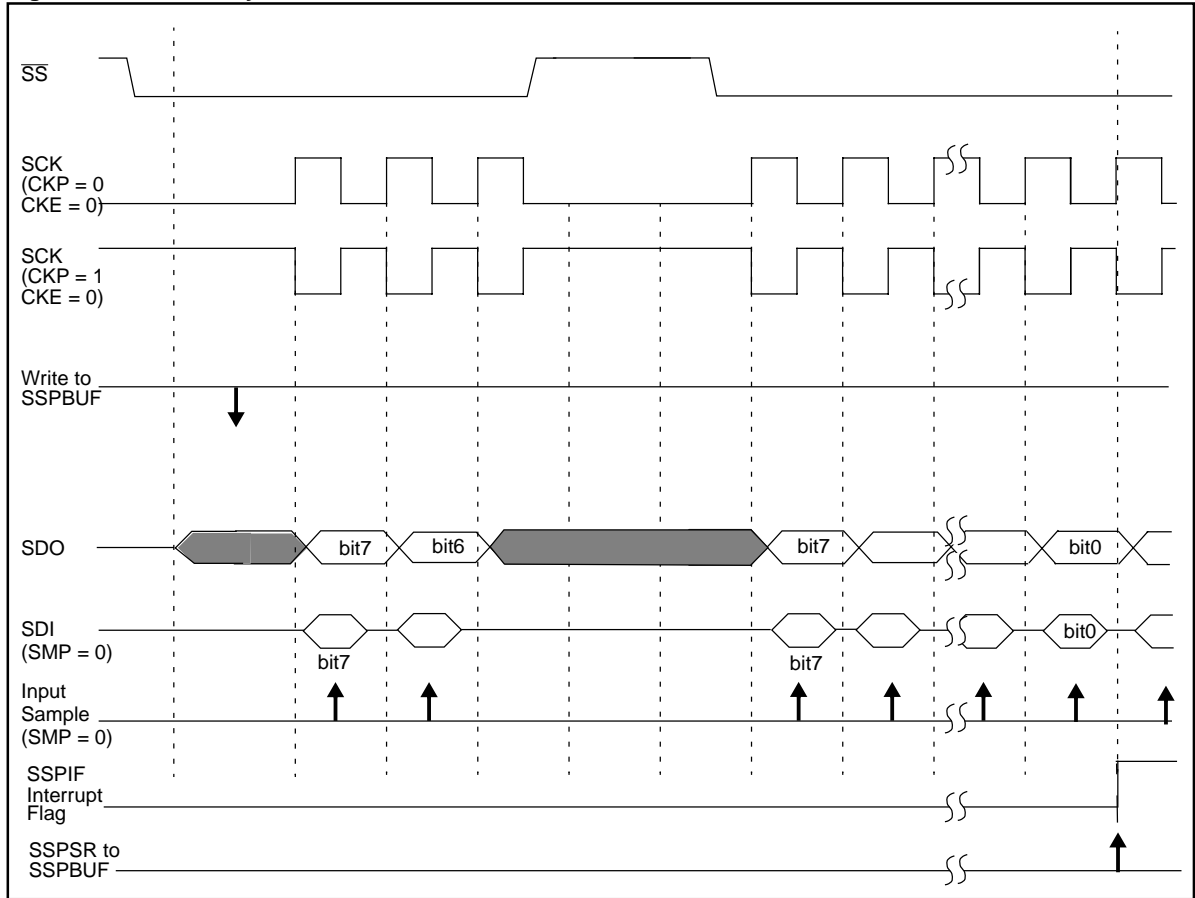 SS
SCK
(CKP = 0
CKE = 0)
SCK
(CKP = 1
CKE = 0)
Write to
SSPBUF
SDO
bit7
bit6
bit7
bit0
SDI
(SMP = 0)
bit7
bit7
bit0
Input
Sample
(SMP = 0)
SSPIF
Interrupt
Flag
SSPSR to
SSPBUF